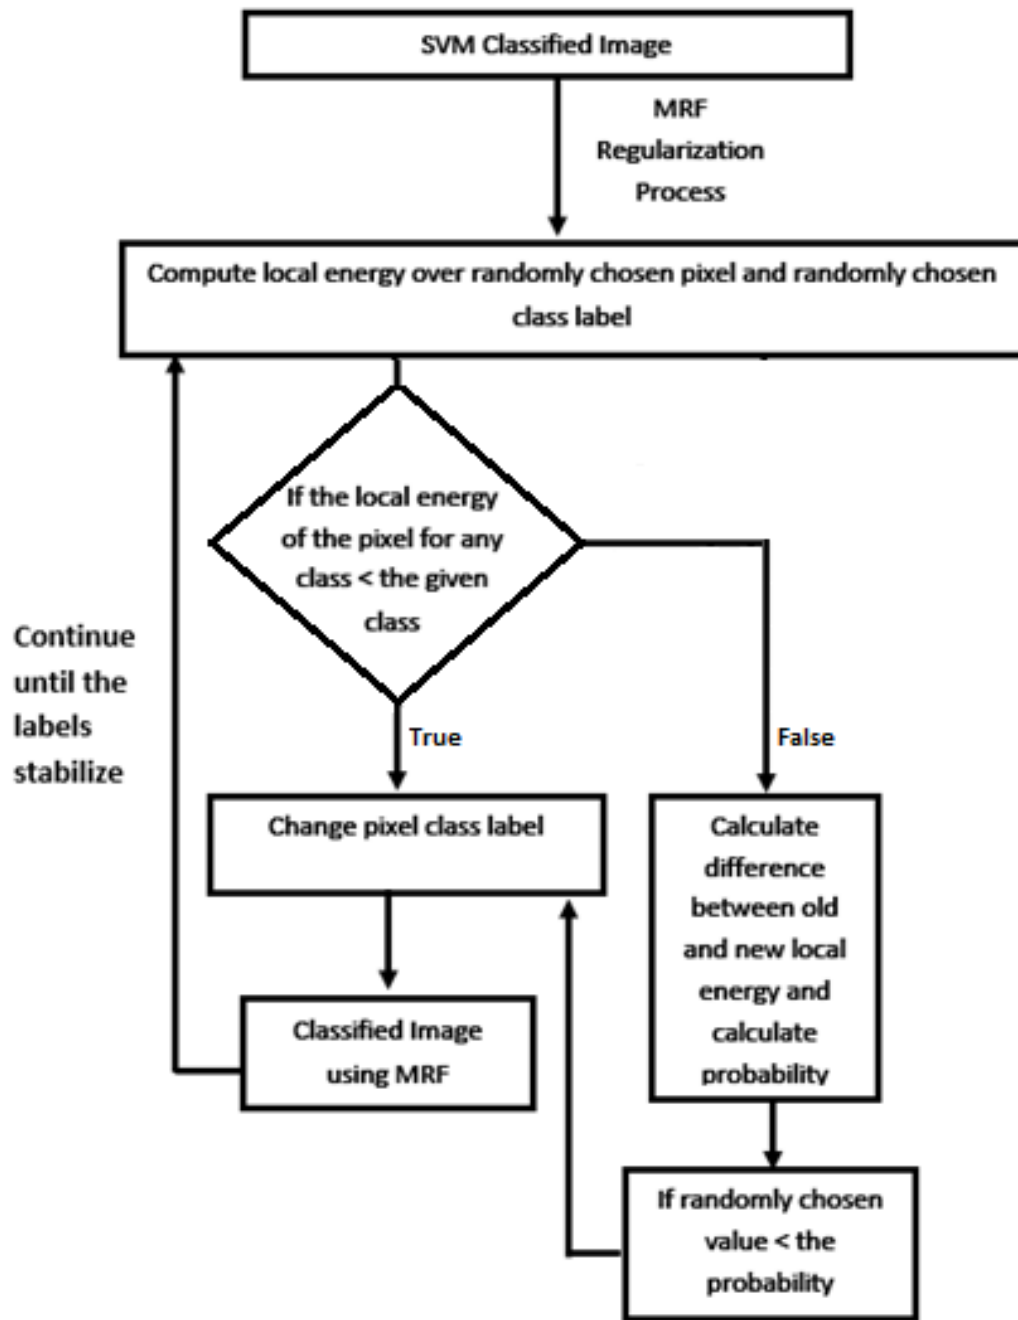 SVM Classified Image
MRF
Regularization
Process
Compute local energy over randomly chosen pixel and randomly chosen
class label
If the local energy
of the pixel for any
class < the given
class
Continue
until the
labels
stabilize
True
False
Change pixel class label
Calculate
difference
between old
and new local
energy and
calculate
probability
Classified Image
using MRF
If randomly chosen
value < the
probability